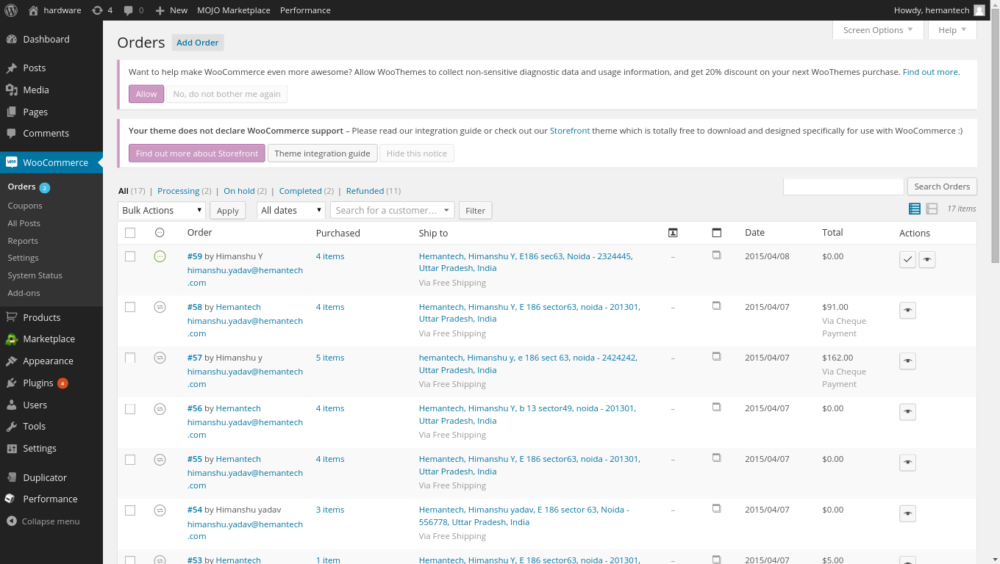 hardware 4 0 New MOJO Marketplace Performance Howdy, hemantech
Dashboard
Posts
Media
Pages
Comments
WooCommerce
Orders 2
Coupons
All Posts
Reports
Settings
System Status
Add-ons
Products
Marketplace
Appearance
Plugins 4
Users
Tools
Settings
Duplicator
Performance
Collapse menu
Screen Options Help
Orders Add Order
Want to help make WooCommerce even more awesome? Allow WooThemes to collect non-sensitive diagnostic data and usage information, and get 20% discount on your next WooThemes purchase. Find out more.
Allow No, do not bother me again
Your theme does not declare WooCommerce support – Please read our integration guide or check out our Storefront theme which is totally free to download and designed specifically for use with WooCommerce :)
Find out more about Storefront Theme integration guide Hide this notice
All (17) | Processing (2) | On hold (2) | Completed (2) | Refunded (11)
Search Orders
Bulk Actions Apply All dates Search for a customer… Filter
17 items
Order Purchased Ship to Date Total Actions
#59 by Himanshu Y 4 items Hemantech, Himanshu Y, E186 sec63, Noida - 2324445, – 2015/04/08 $0.00
himanshu.yadav@hemantech Uttar Pradesh, India
.com Via Free Shipping
#58 by Hemantech 4 items Hemantech, Himanshu Y, E 186 sector63, noida - 201301, – 2015/04/07 $91.00
himanshu.yadav@hemantech Uttar Pradesh, India Via Cheque
.com Via Free Shipping Payment
#57 by Himanshu y 5 items hemantech, Himanshu y, e 186 sect 63, noida - 2424242, – 2015/04/07 $162.00
himanshu.yadav@hemantech Uttar Pradesh, India Via Cheque
.com Via Free Shipping Payment
#56 by Hemantech 4 items Hemantech, Himanshu Y, b 13 sector49, noida - 201301, – 2015/04/07 $0.00
himanshu.yadav@hemantech Uttar Pradesh, India
.com Via Free Shipping
#55 by Hemantech 4 items Hemantech, Himanshu Y, E 186 sector63, noida - 201301, – 2015/04/07 $0.00
himanshu.yadav@hemantech Uttar Pradesh, India
.com Via Free Shipping
#54 by Himanshu yadav 3 items Hemantech, Himanshu yadav, E 186 sector 63, Noida - – 2015/04/07 $0.00
himanshu.yadav@hemantech 556778, Uttar Pradesh, India
.com Via Free Shipping
#53 by Hemantech 1 item Hemantech, Himanshu Y, E186 sector63, noida - 201301, – 2015/04/07 $5.00